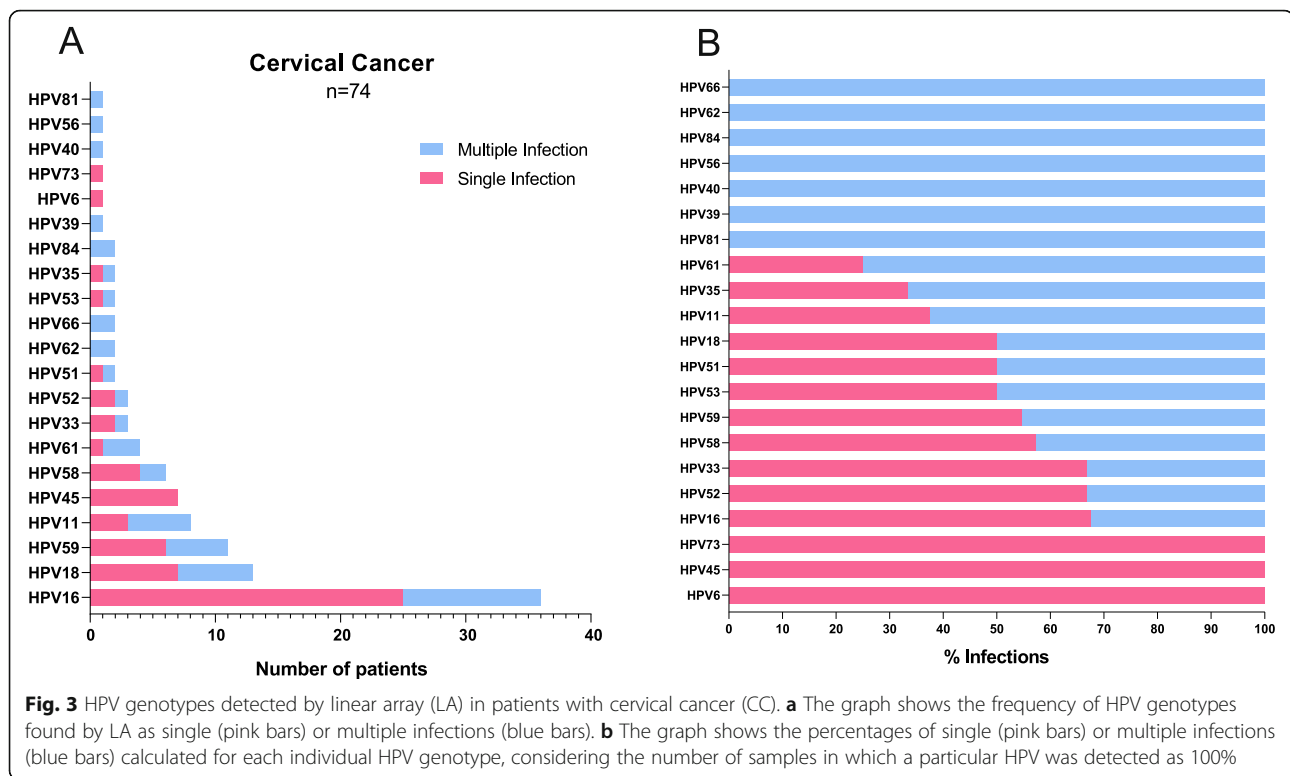 A
Cervical Cancer
n=74
Multiple Infection
Single Infection
HPV81
HPV56
HPV40
HPV73
HPV6
HPV39
HPV84
HPV35
HPV53
HPV66
HPV62
HPV51
HPV52
HPV33
HPV61
HPV58
HPV45
HPV11
HPV59
HPV18
HPV16
0 10 20 30 40
Number of patients
B
HPV66
HPV62
HPV84
HPV56
HPV40
HPV39
HPV81
HPV61
HPV35
HPV11
HPV18
HPV51
HPV53
HPV59
HPV58
HPV33
HPV52
HPV16
HPV73
HPV45
HPV6
0 10 20 30 40 50 60 70 80 90 100
% Infections
Fig. 3 HPV genotypes detected by linear array (LA) in patients with cervical cancer (CC). a The graph shows the frequency of HPV genotypes
found by LA as single (pink bars) or multiple infections (blue bars). b The graph shows the percentages of single (pink bars) or multiple infections
(blue bars) calculated for each individual HPV genotype, considering the number of samples in which a particular HPV was detected as 100%